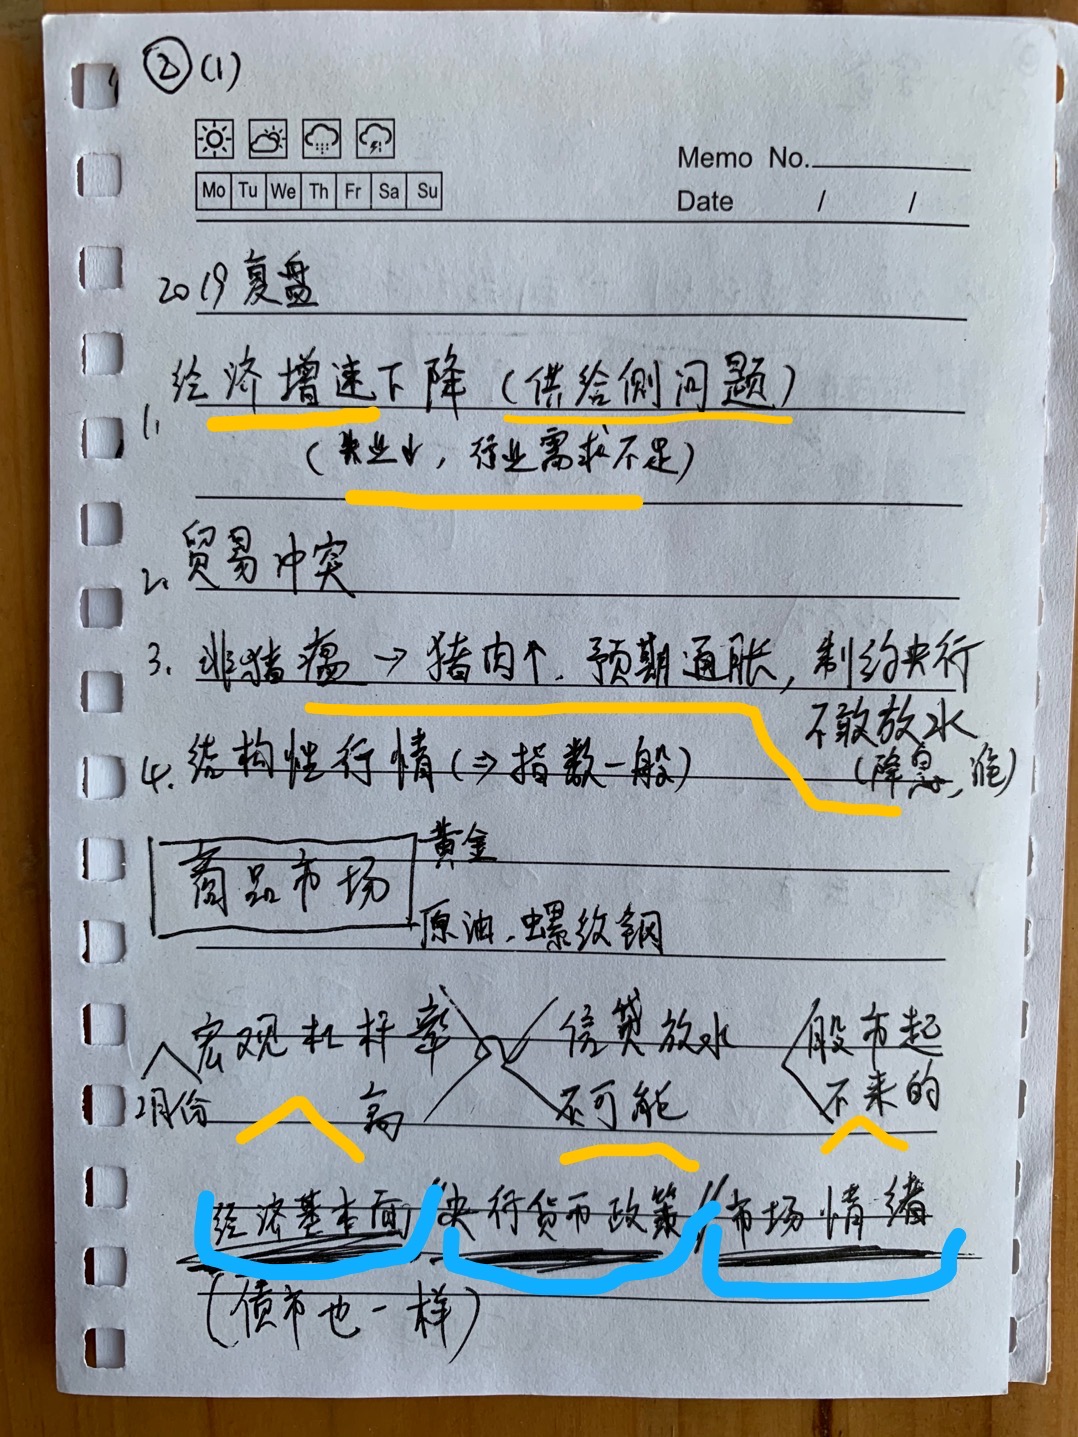 ②(1)
Memo No.
Mo Tu We Th Fr Sa Su
Date / /
2019复盘
1. 经济增速下降(供给侧问题)
(失业↓,行业需求不足)
2. 贸易冲突
3. 非猪瘟→猪肉↑.预期通胀,制约央行
不敢放水
(降息,准)
4. 结构性行情(⇒指数一般)
商品市场
黄金
原油、螺纹钢
宏观杠杆率 信贷放水 股市起
2月份 高 不可能 不来的
经济基本面/央行货币政策//市场情绪
(债市也一样)